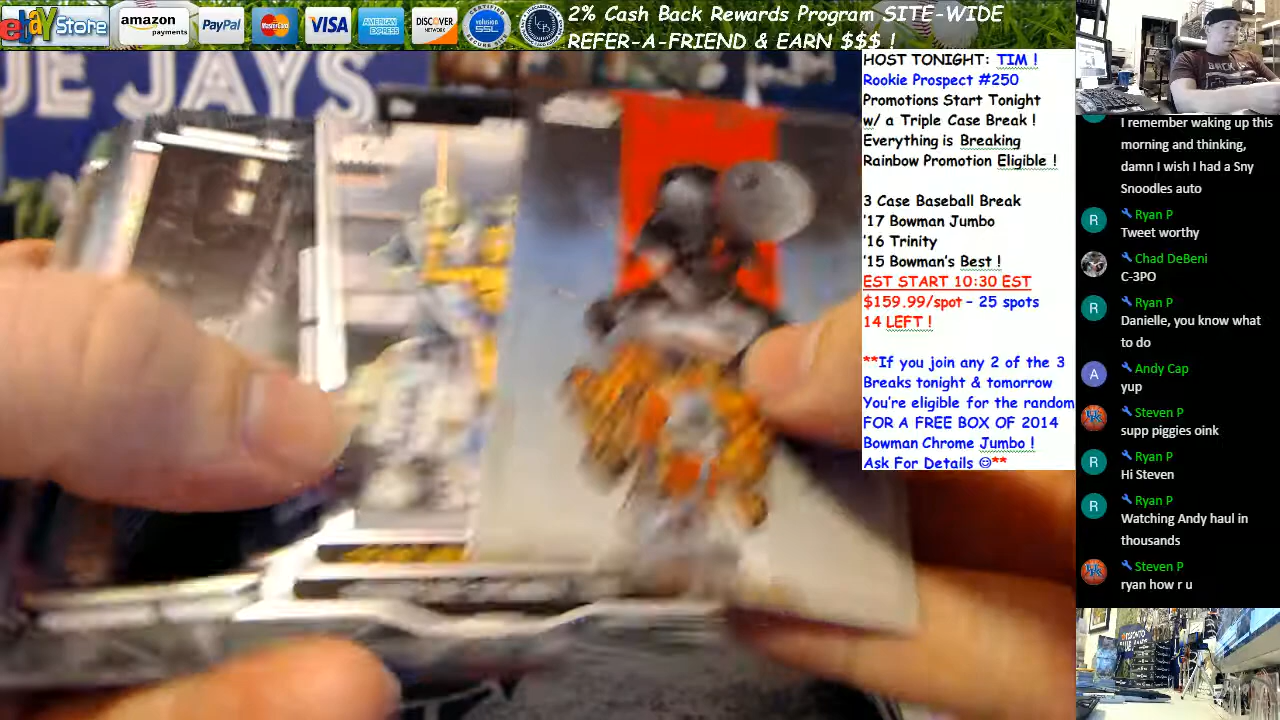 ebay Store
amazon
payments
PayPal
MasterCard
VISA
AMERICAN
EXPRESS
DISCOVER
NETWORK
volusion
SSL
2% Cash Back Rewards Program SITE-WIDE
REFER-A-FRIEND & EARN $$$ !
UE JAYS
HOST TONIGHT: TIM !
Rookie Prospect #250
Promotions Start Tonight
w/ a Triple Case Break !
Everything is Breaking
Rainbow Promotion Eligible !
3 Case Baseball Break
'17 Bowman Jumbo
'16 Trinity
'15 Bowman's Best !
EST START 10:30 EST
$159.99/spot - 25 spots
14 LEFT !
**If you join any 2 of the 3
Breaks tonight & tomorrow
You're eligible for the random
FOR A FREE BOX OF 2014
Bowman Chrome Jumbo !
Ask For Details ☺**
I remember waking up this
morning and thinking,
damn I wish I had a Sny
Snoodles auto
R Ryan P
Tweet worthy
Chad DeBeni
C-3PO
R Ryan P
Danielle, you know what
to do
A Andy Cap
yup
Steven P
supp piggies oink
R Ryan P
Hi Steven
R Ryan P
Watching Andy haul in
thousands
Steven P
ryan how r u